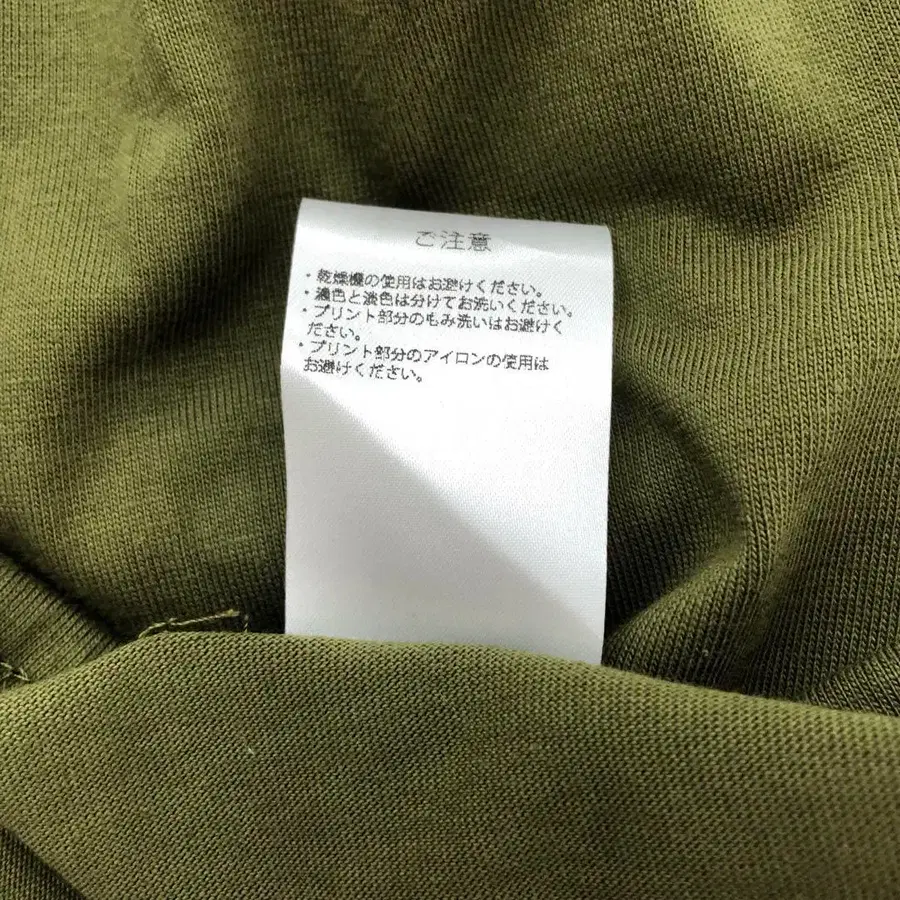 ご注意
・乾燥機の使用はお避けください。
・濃色と淡色は分けてお洗いください。
・プリント部分のもみ洗いはお避けく
ださい。
・プリント部分のアイロンの使用は
お避けください。